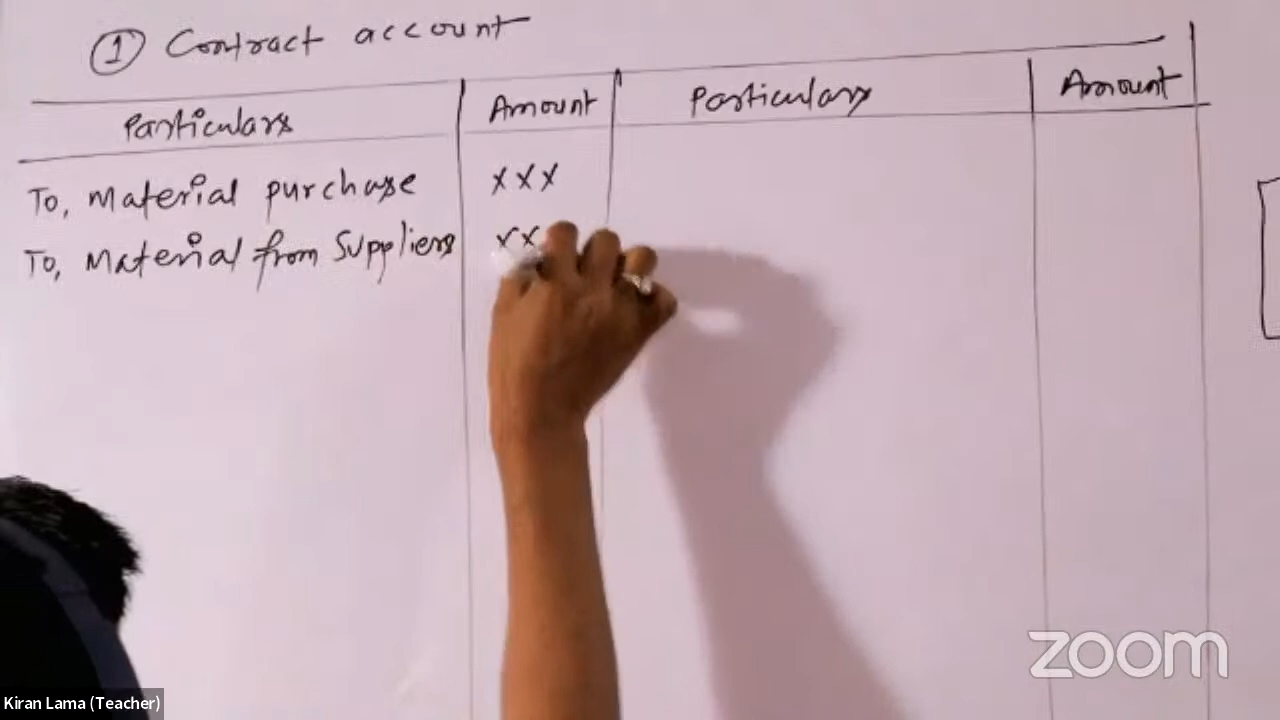 ① Contract account
Particulars Amount Particulars Amount
To, Material purchase xxx
To, Material from Suppliers xx
zoom
Kiran Lama (Teacher)